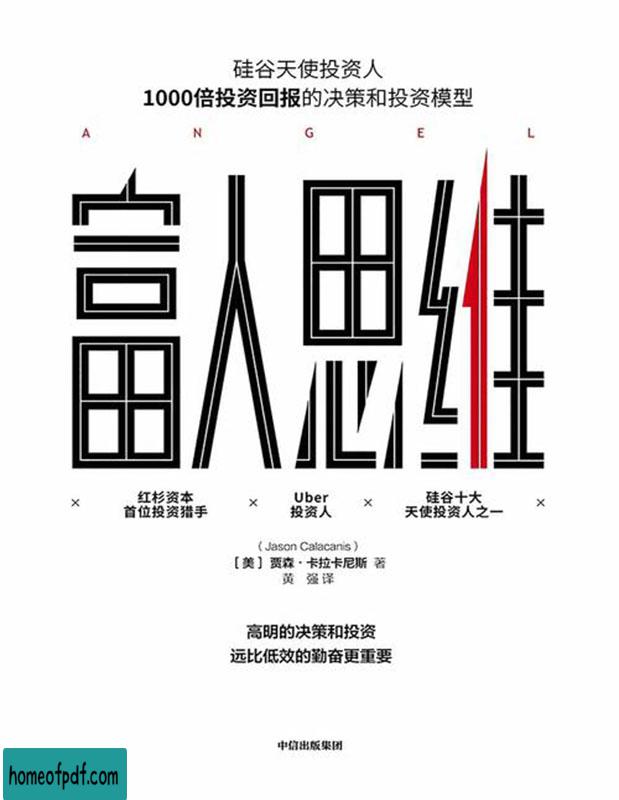 硅谷天使投资人
1000倍投资回报的决策和投资模型
A N G E L
富人思维
× 红杉资本 × Uber × 硅谷十大 ×
首位投资猎手 投资人 天使投资人之一
(Jason Calacanis)
[美] 贾森·卡拉卡尼斯 著
黄 强 译
高明的决策和投资
远比低效的勤奋更重要
中信出版集团
homeofpdf.com